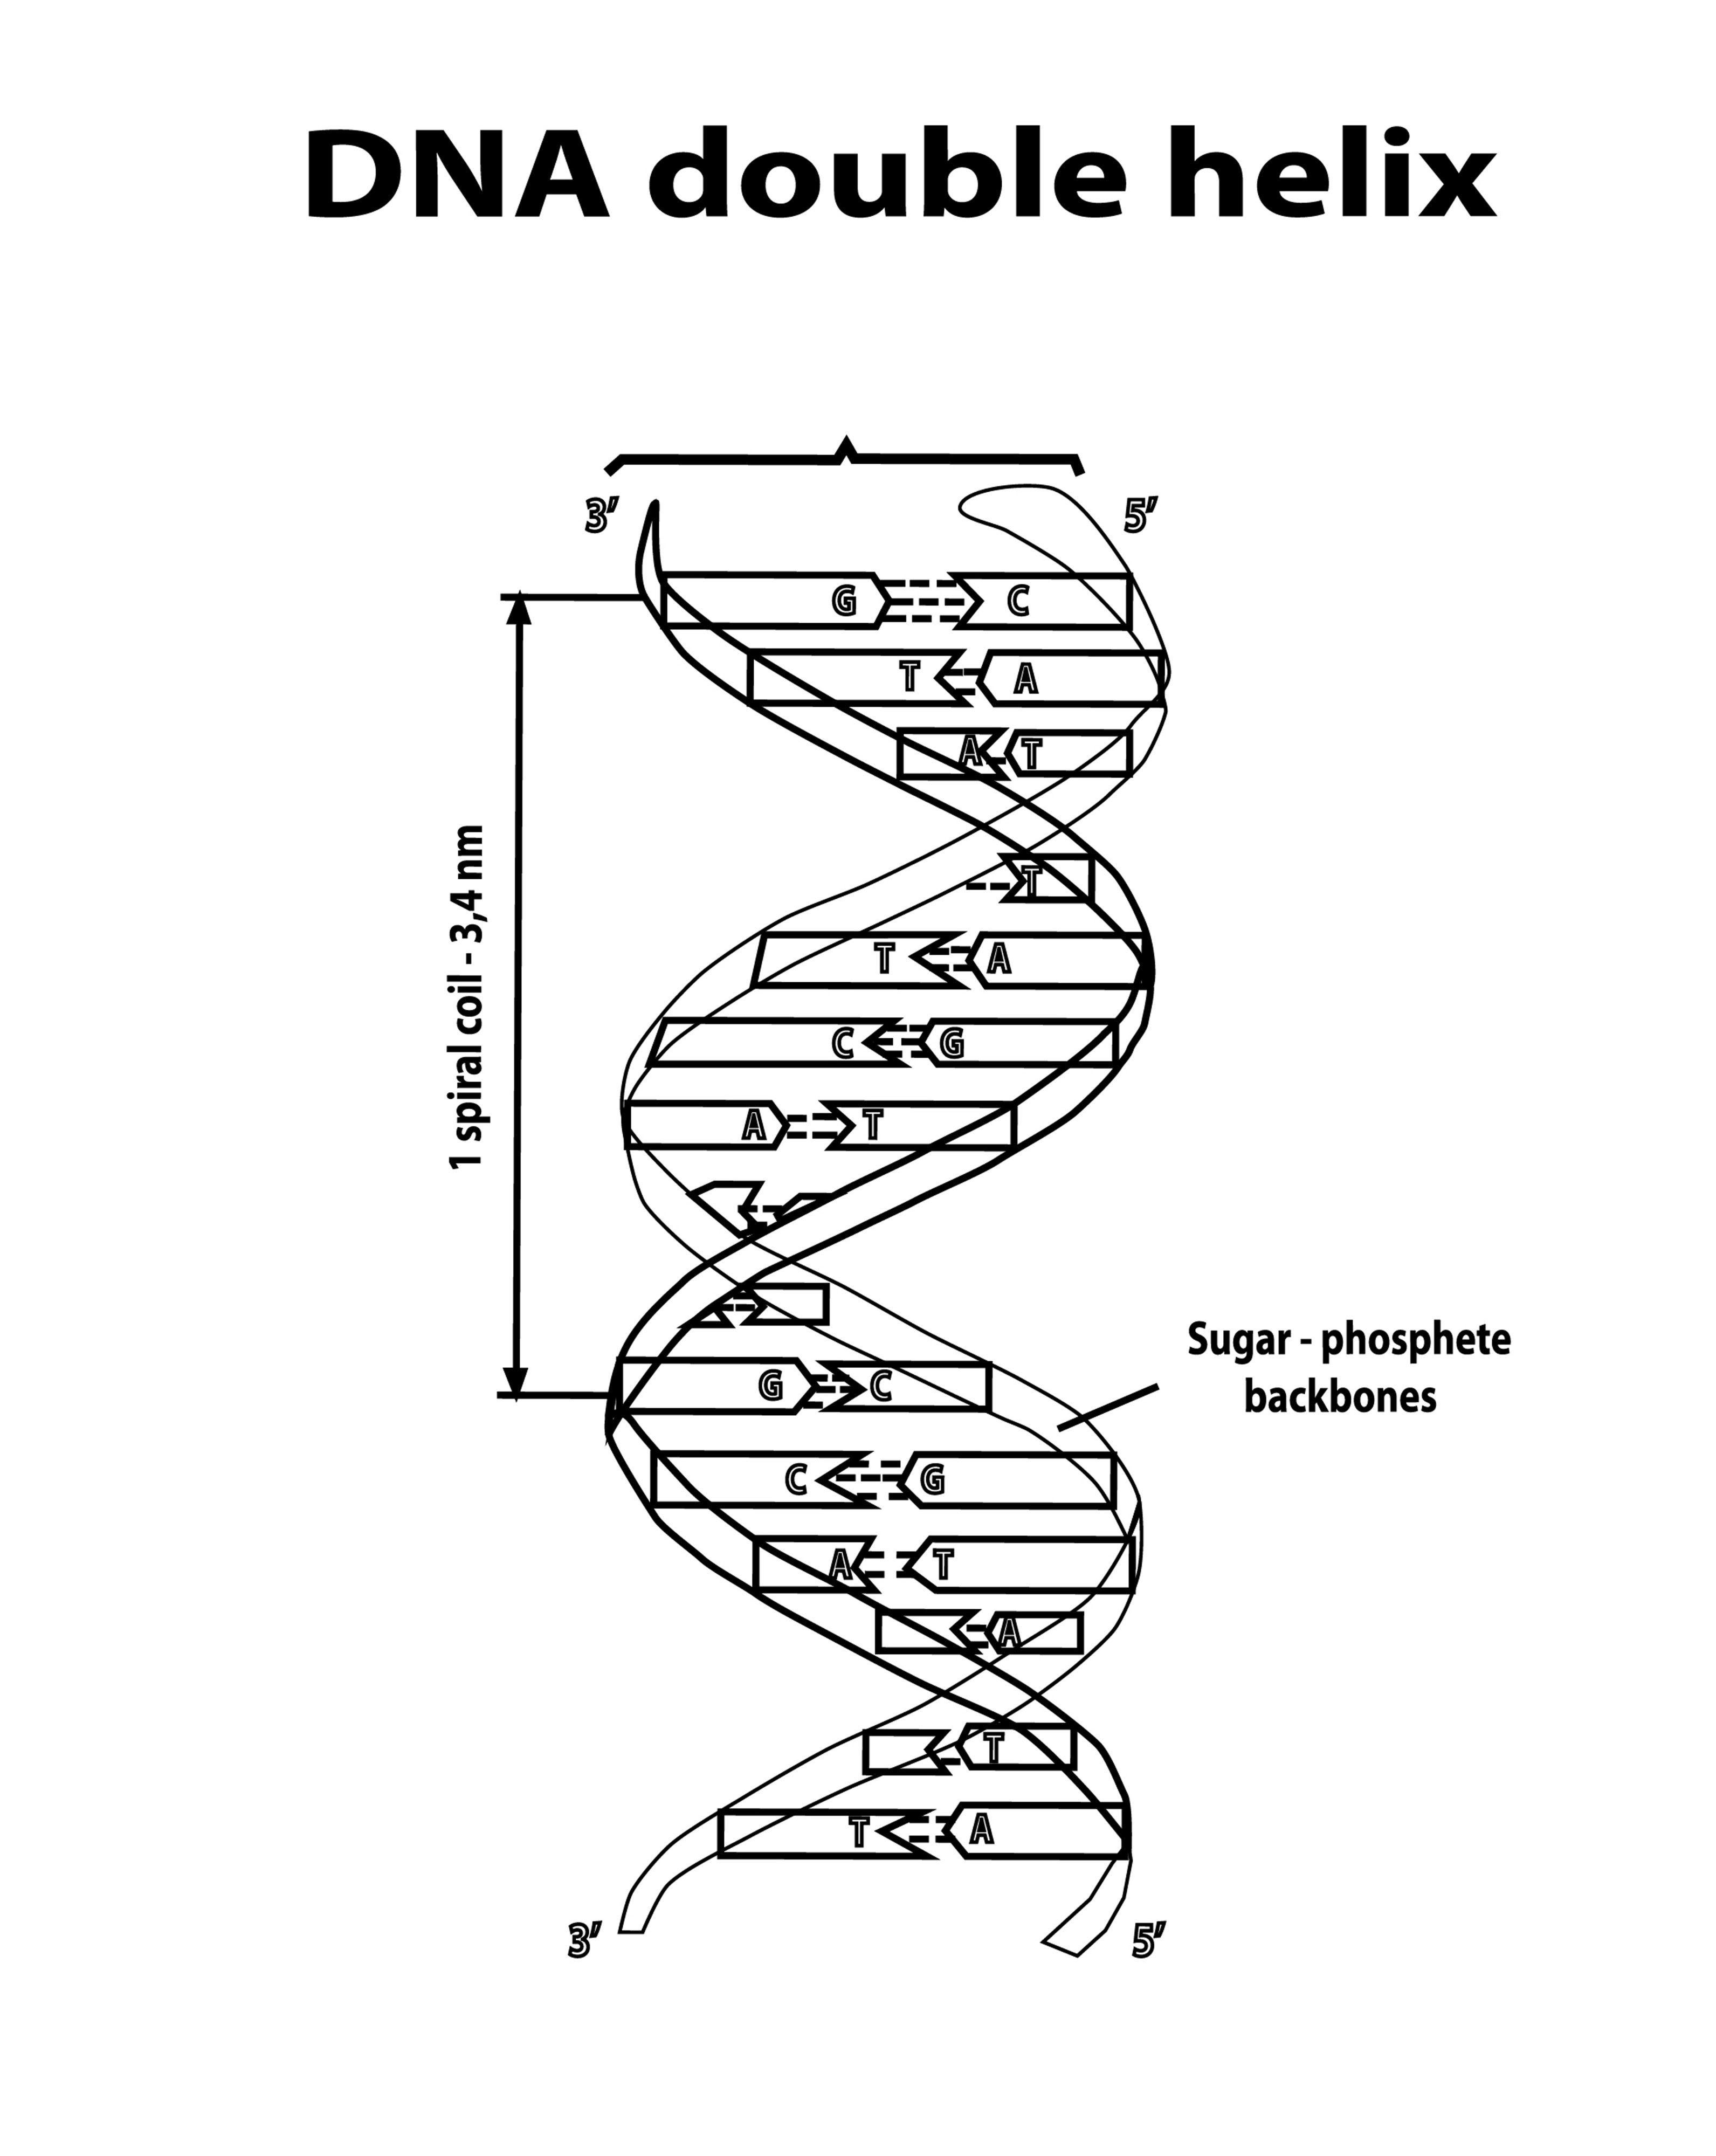 DNA double helix
3' 5'
G C
T A
A T
T
T A
C G
A T
1 spiral coil - 3,4 nm
G C
Sugar - phosphete
backbones
C G
A T
A
T
T A
3' 5'